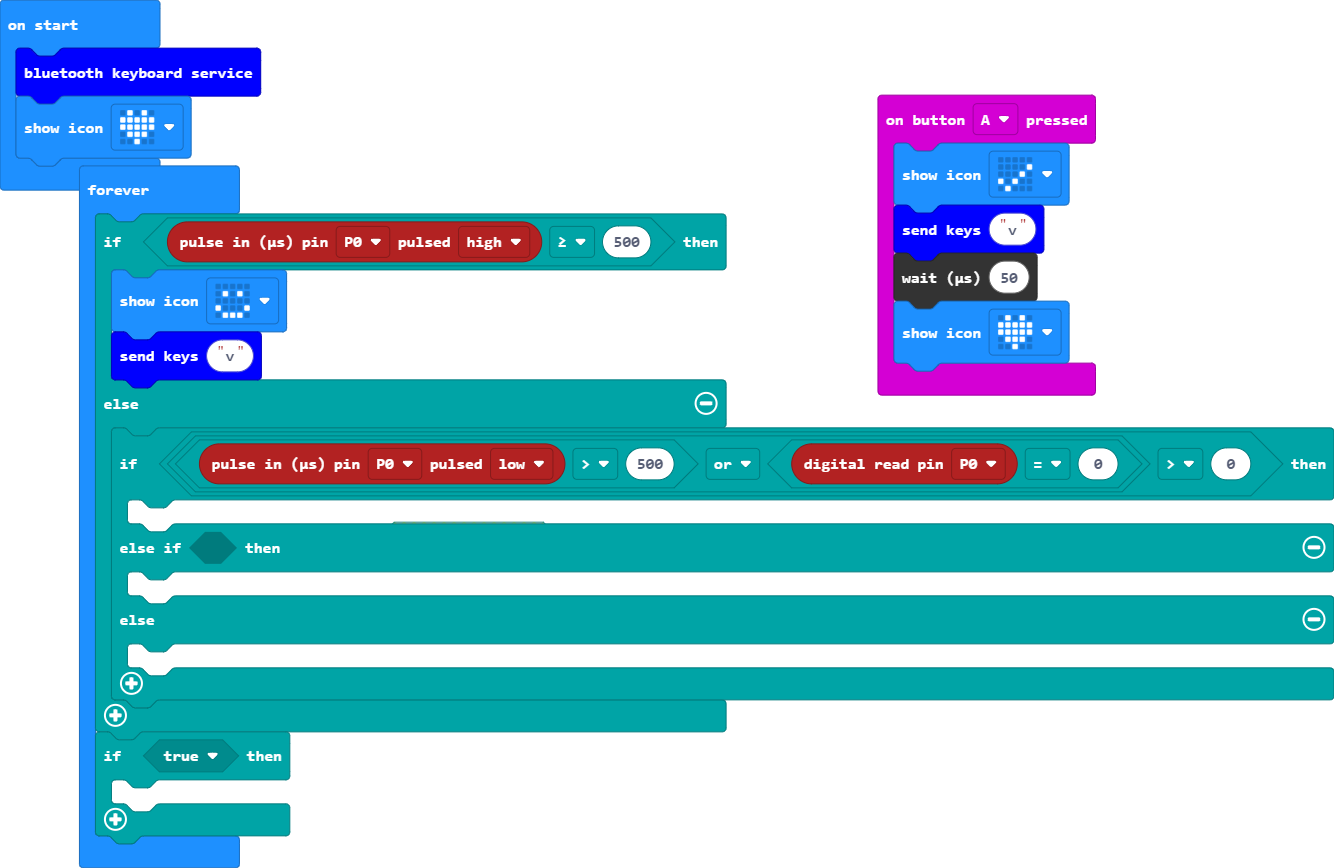 on start
bluetooth keyboard service
show icon
forever
if pulse in (µs) pin P0 pulsed high ≥ 500 then
show icon
send keys "v"
else
if pulse in (µs) pin P0 pulsed low > 500 or digital read pin P0 = 0 > 0 then
else if then
else
if true then
on button A pressed
show icon
send keys "v"
wait (µs) 50
show icon